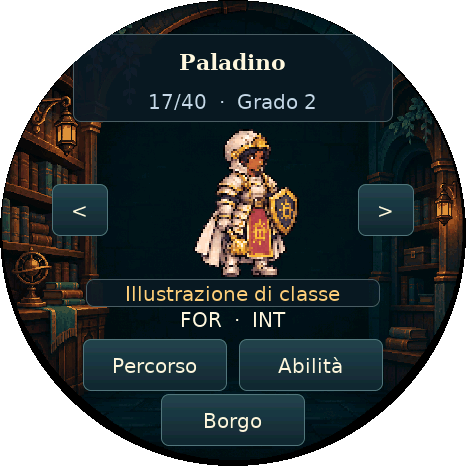 Paladino
17/40 · Grado 2
< >
Illustrazione di classe
FOR · INT
Percorso Abilità
Borgo